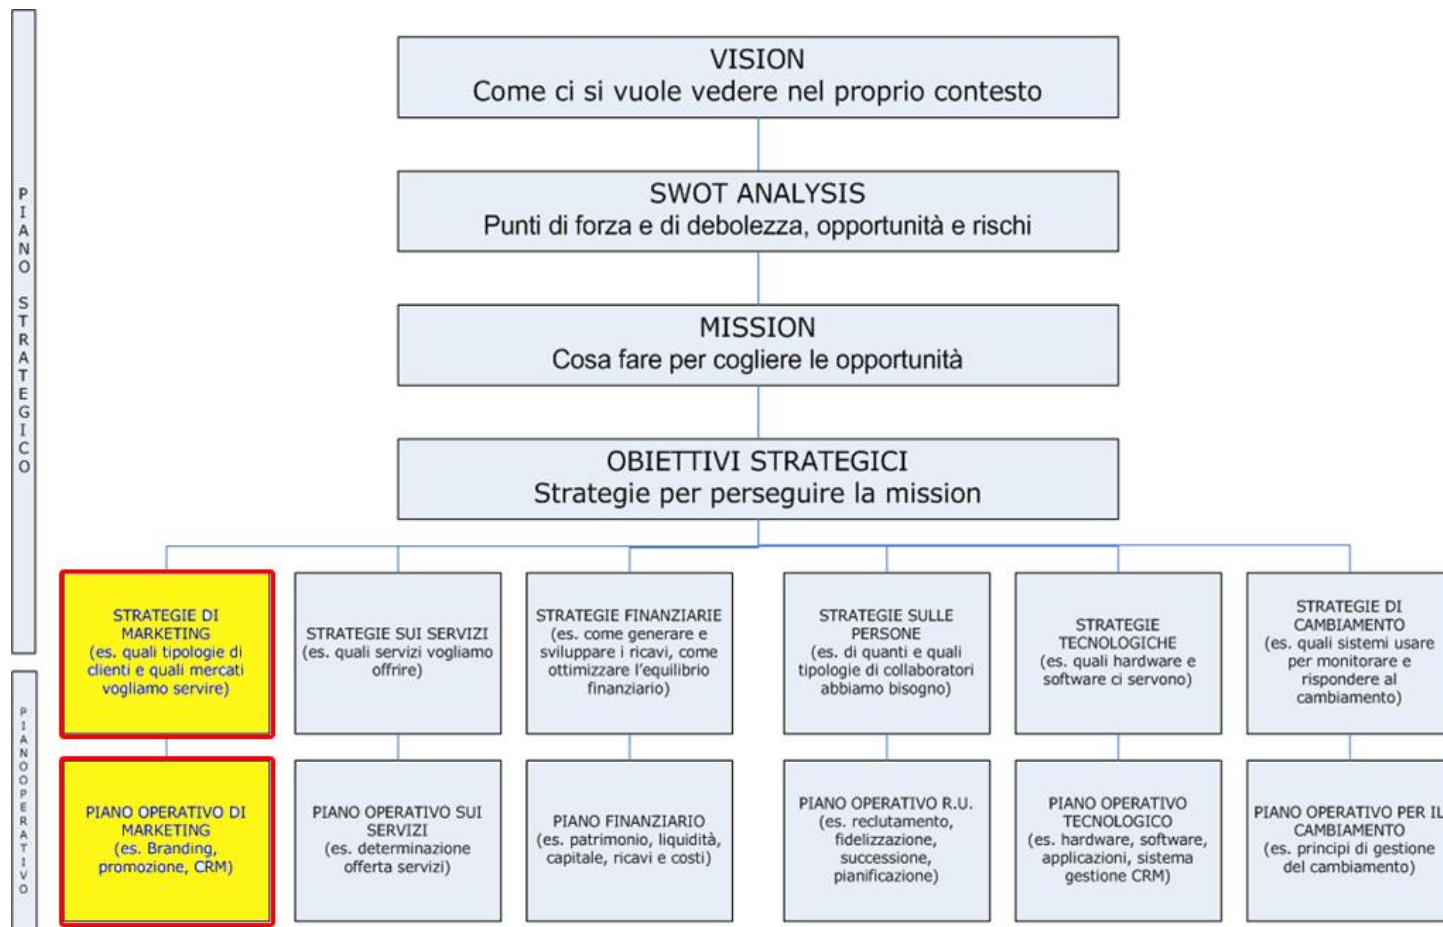 PIANO STRATEGICO
VISION
Come ci si vuole vedere nel proprio contesto
SWOT ANALYSIS
Punti di forza e di debolezza, opportunità e rischi
MISSION
Cosa fare per cogliere le opportunità
OBIETTIVI STRATEGICI
Strategie per perseguire la mission
STRATEGIE DI
MARKETING
(es. quali tipologie di
clienti e quali mercati
vogliamo servire)
STRATEGIE SUI SERVIZI
(es. quali servizi vogliamo
offrire)
STRATEGIE FINANZIARIE
(es. come generare e
sviluppare i ricavi, come
ottimizzare l'equilibrio
finanziario)
STRATEGIE SULLE
PERSONE
(es. di quanti e quali
tipologie di collaboratori
abbiamo bisogno)
STRATEGIE
TECNOLOGICHE
(es. quali hardware e
software ci servono)
STRATEGIE DI
CAMBIAMENTO
(es. quali sistemi usare
per monitorare e
rispondere al
cambiamento)
PIANOOPERATIVO
PIANO OPERATIVO DI
MARKETING
(es. Branding,
promozione, CRM)
PIANO OPERATIVO SUI
SERVIZI
(es. determinazione
offerta servizi)
PIANO FINANZIARIO
(es. patrimonio, liquidità,
capitale, ricavi e costi)
PIANO OPERATIVO R.U.
(es. reclutamento,
fidelizzazione,
successione,
pianificazione)
PIANO OPERATIVO
TECNOLOGICO
(es. hardware, software,
applicazioni, sistema
gestione CRM)
PIANO OPERATIVO PER IL
CAMBIAMENTO
(es. principi di gestione
del cambiamento)